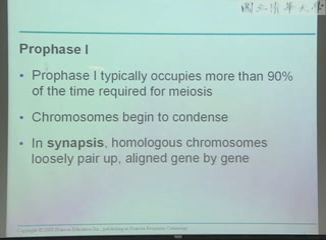 國立清華大學
Prophase I
• Prophase I typically occupies more than 90%
of the time required for meiosis
• Chromosomes begin to condense
• In synapsis, homologous chromosomes
loosely pair up, aligned gene by gene